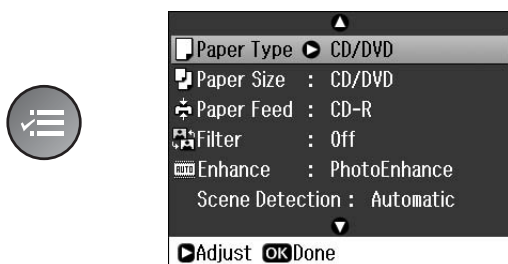 Paper Type CD/DVD
Paper Size : CD/DVD
Paper Feed : CD-R
Filter : Off
AUTO Enhance : PhotoEnhance
Scene Detection : Automatic
Adjust OK Done